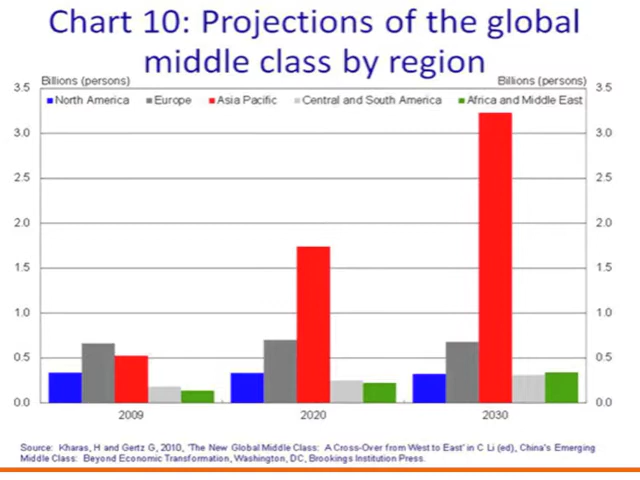 Chart 10: Projections of the global
middle class by region
Billions (persons) Billions (persons)
North America Europe Asia Pacific Central and South America Africa and Middle East
3.5 3.5
3.0 3.0
2.5 2.5
2.0 2.0
1.5 1.5
1.0 1.0
0.5 0.5
0.0 0.0
2009 2020 2030
Source: Kharas, H and Gertz G, 2010, 'The New Global Middle Class: A Cross-Over from West to East' in C Li (ed), China's Emerging
Middle Class: Beyond Economic Transformation, Washington, DC, Brookings Institution Press.